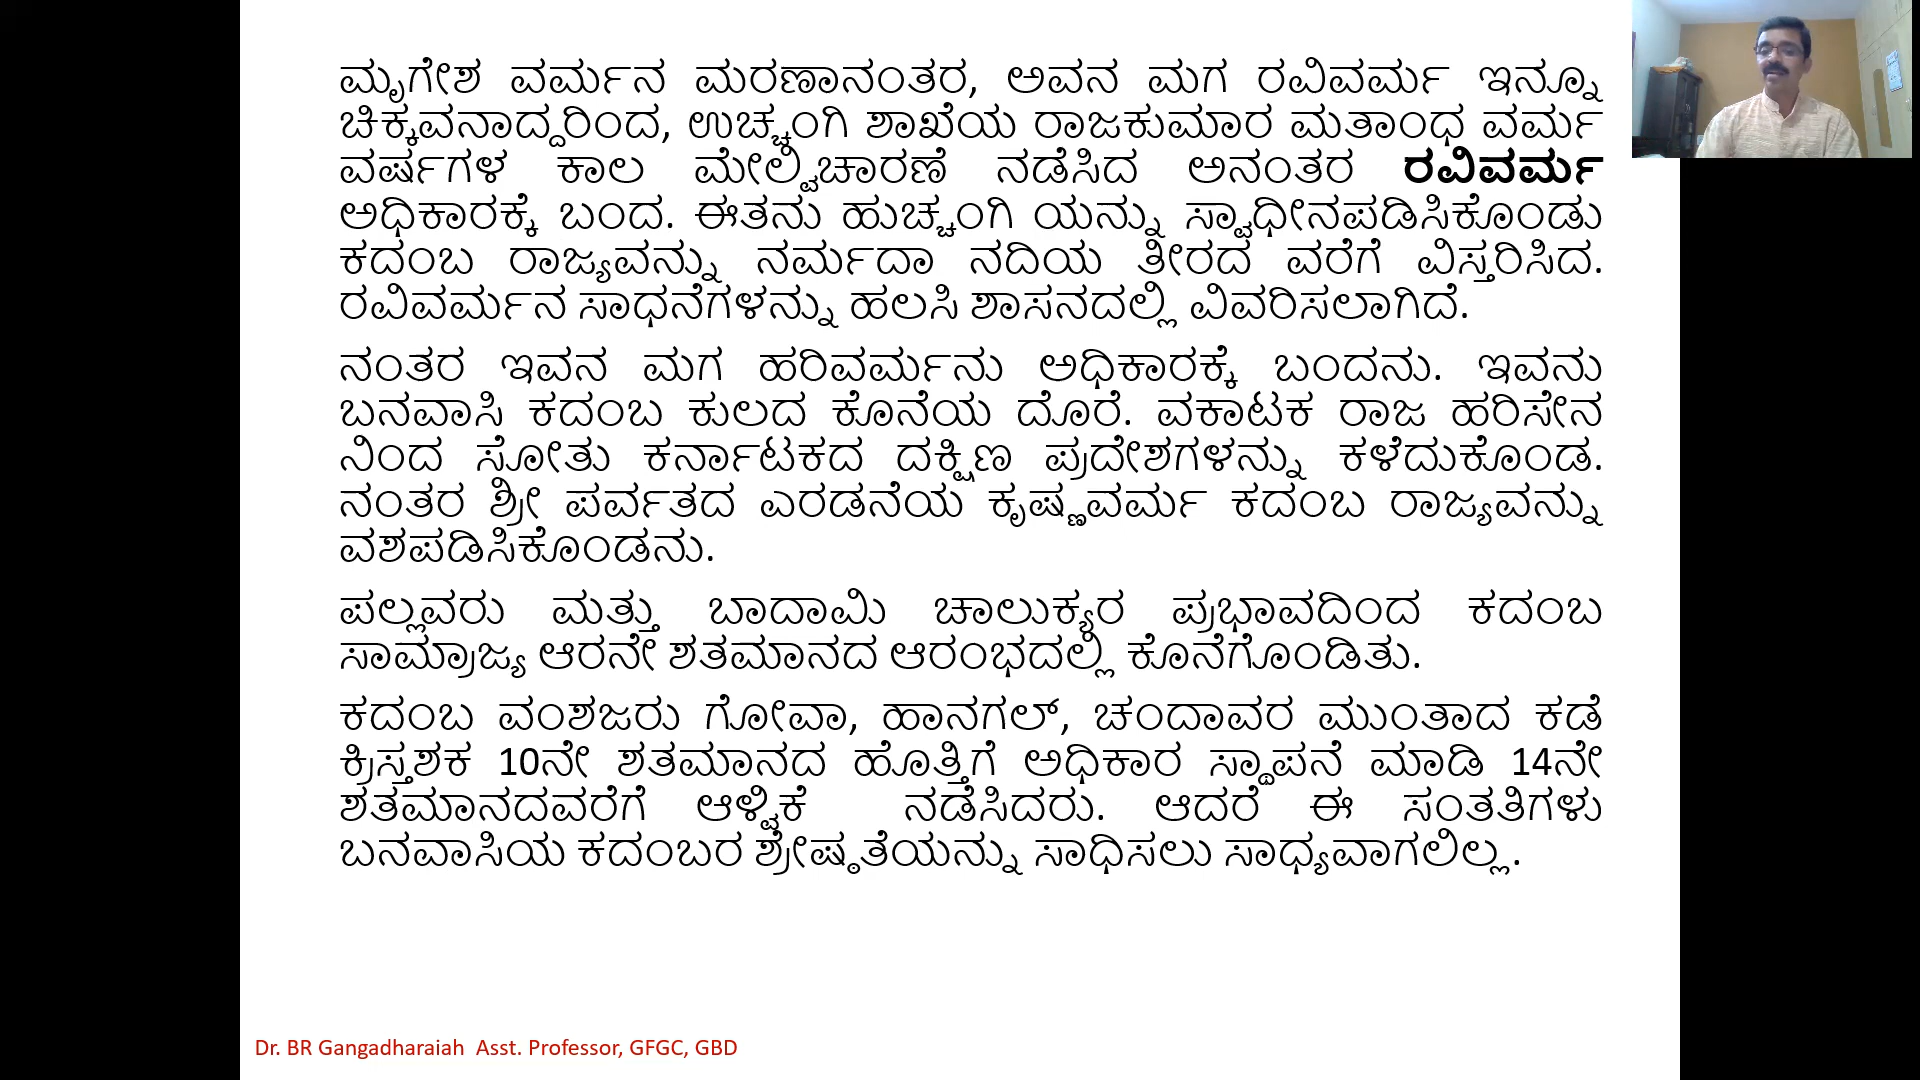 ಮೃಗೇಶ ವರ್ಮನ ಮರಣಾನಂತರ, ಅವನ ಮಗ ರವಿವರ್ಮ ಇನ್ನೂ
ಚಿಕ್ಕವನಾದ್ದರಿಂದ, ಉಚ್ಚಂಗಿ ಶಾಖೆಯ ರಾಜಕುಮಾರ ಮತಾಂಧ ವರ್ಮ
ವರ್ಷಗಳ ಕಾಲ ಮೇಲ್ವಿಚಾರಣೆ ನಡೆಸಿದ ಅನಂತರ ರವಿವರ್ಮ
ಅಧಿಕಾರಕ್ಕೆ ಬಂದ. ಈತನು ಹುಚ್ಚಂಗಿ ಯನ್ನು ಸ್ವಾಧೀನಪಡಿಸಿಕೊಂಡು
ಕದಂಬ ರಾಜ್ಯವನ್ನು ನರ್ಮದಾ ನದಿಯ ತೀರದ ವರೆಗೆ ವಿಸ್ತರಿಸಿದ.
ರವಿವರ್ಮನ ಸಾಧನೆಗಳನ್ನು ಹಲಸಿ ಶಾಸನದಲ್ಲಿ ವಿವರಿಸಲಾಗಿದೆ.
ನಂತರ ಇವನ ಮಗ ಹರಿವರ್ಮನು ಅಧಿಕಾರಕ್ಕೆ ಬಂದನು. ಇವನು
ಬನವಾಸಿ ಕದಂಬ ಕುಲದ ಕೊನೆಯ ದೊರೆ. ವಕಾಟಕ ರಾಜ ಹರಿಸೇನ
ನಿಂದ ಸೋತು ಕರ್ನಾಟಕದ ದಕ್ಷಿಣ ಪ್ರದೇಶಗಳನ್ನು ಕಳೆದುಕೊಂಡ.
ನಂತರ ಶ್ರೀ ಪರ್ವತದ ಎರಡನೆಯ ಕೃಷ್ಣವರ್ಮ ಕದಂಬ ರಾಜ್ಯವನ್ನು
ವಶಪಡಿಸಿಕೊಂಡನು.
ಪಲ್ಲವರು ಮತ್ತು ಬಾದಾಮಿ ಚಾಲುಕ್ಯರ ಪ್ರಭಾವದಿಂದ ಕದಂಬ
ಸಾಮ್ರಾಜ್ಯ ಆರನೇ ಶತಮಾನದ ಆರಂಭದಲ್ಲಿ ಕೊನೆಗೊಂಡಿತು.
ಕದಂಬ ವಂಶಜರು ಗೋವಾ, ಹಾನಗಲ್, ಚಂದಾವರ ಮುಂತಾದ ಕಡೆ
ಕ್ರಿಸ್ತಶಕ 10ನೇ ಶತಮಾನದ ಹೊತ್ತಿಗೆ ಅಧಿಕಾರ ಸ್ಥಾಪನೆ ಮಾಡಿ 14ನೇ
ಶತಮಾನದವರೆಗೆ ಆಳ್ವಿಕೆ ನಡೆಸಿದರು. ಆದರೆ ಈ ಸಂತತಿಗಳು
ಬನವಾಸಿಯ ಕದಂಬರ ಶ್ರೇಷ್ಠತೆಯನ್ನು ಸಾಧಿಸಲು ಸಾಧ್ಯವಾಗಲಿಲ್ಲ.
Dr. BR Gangadharaiah Asst. Professor, GFGC, GBD